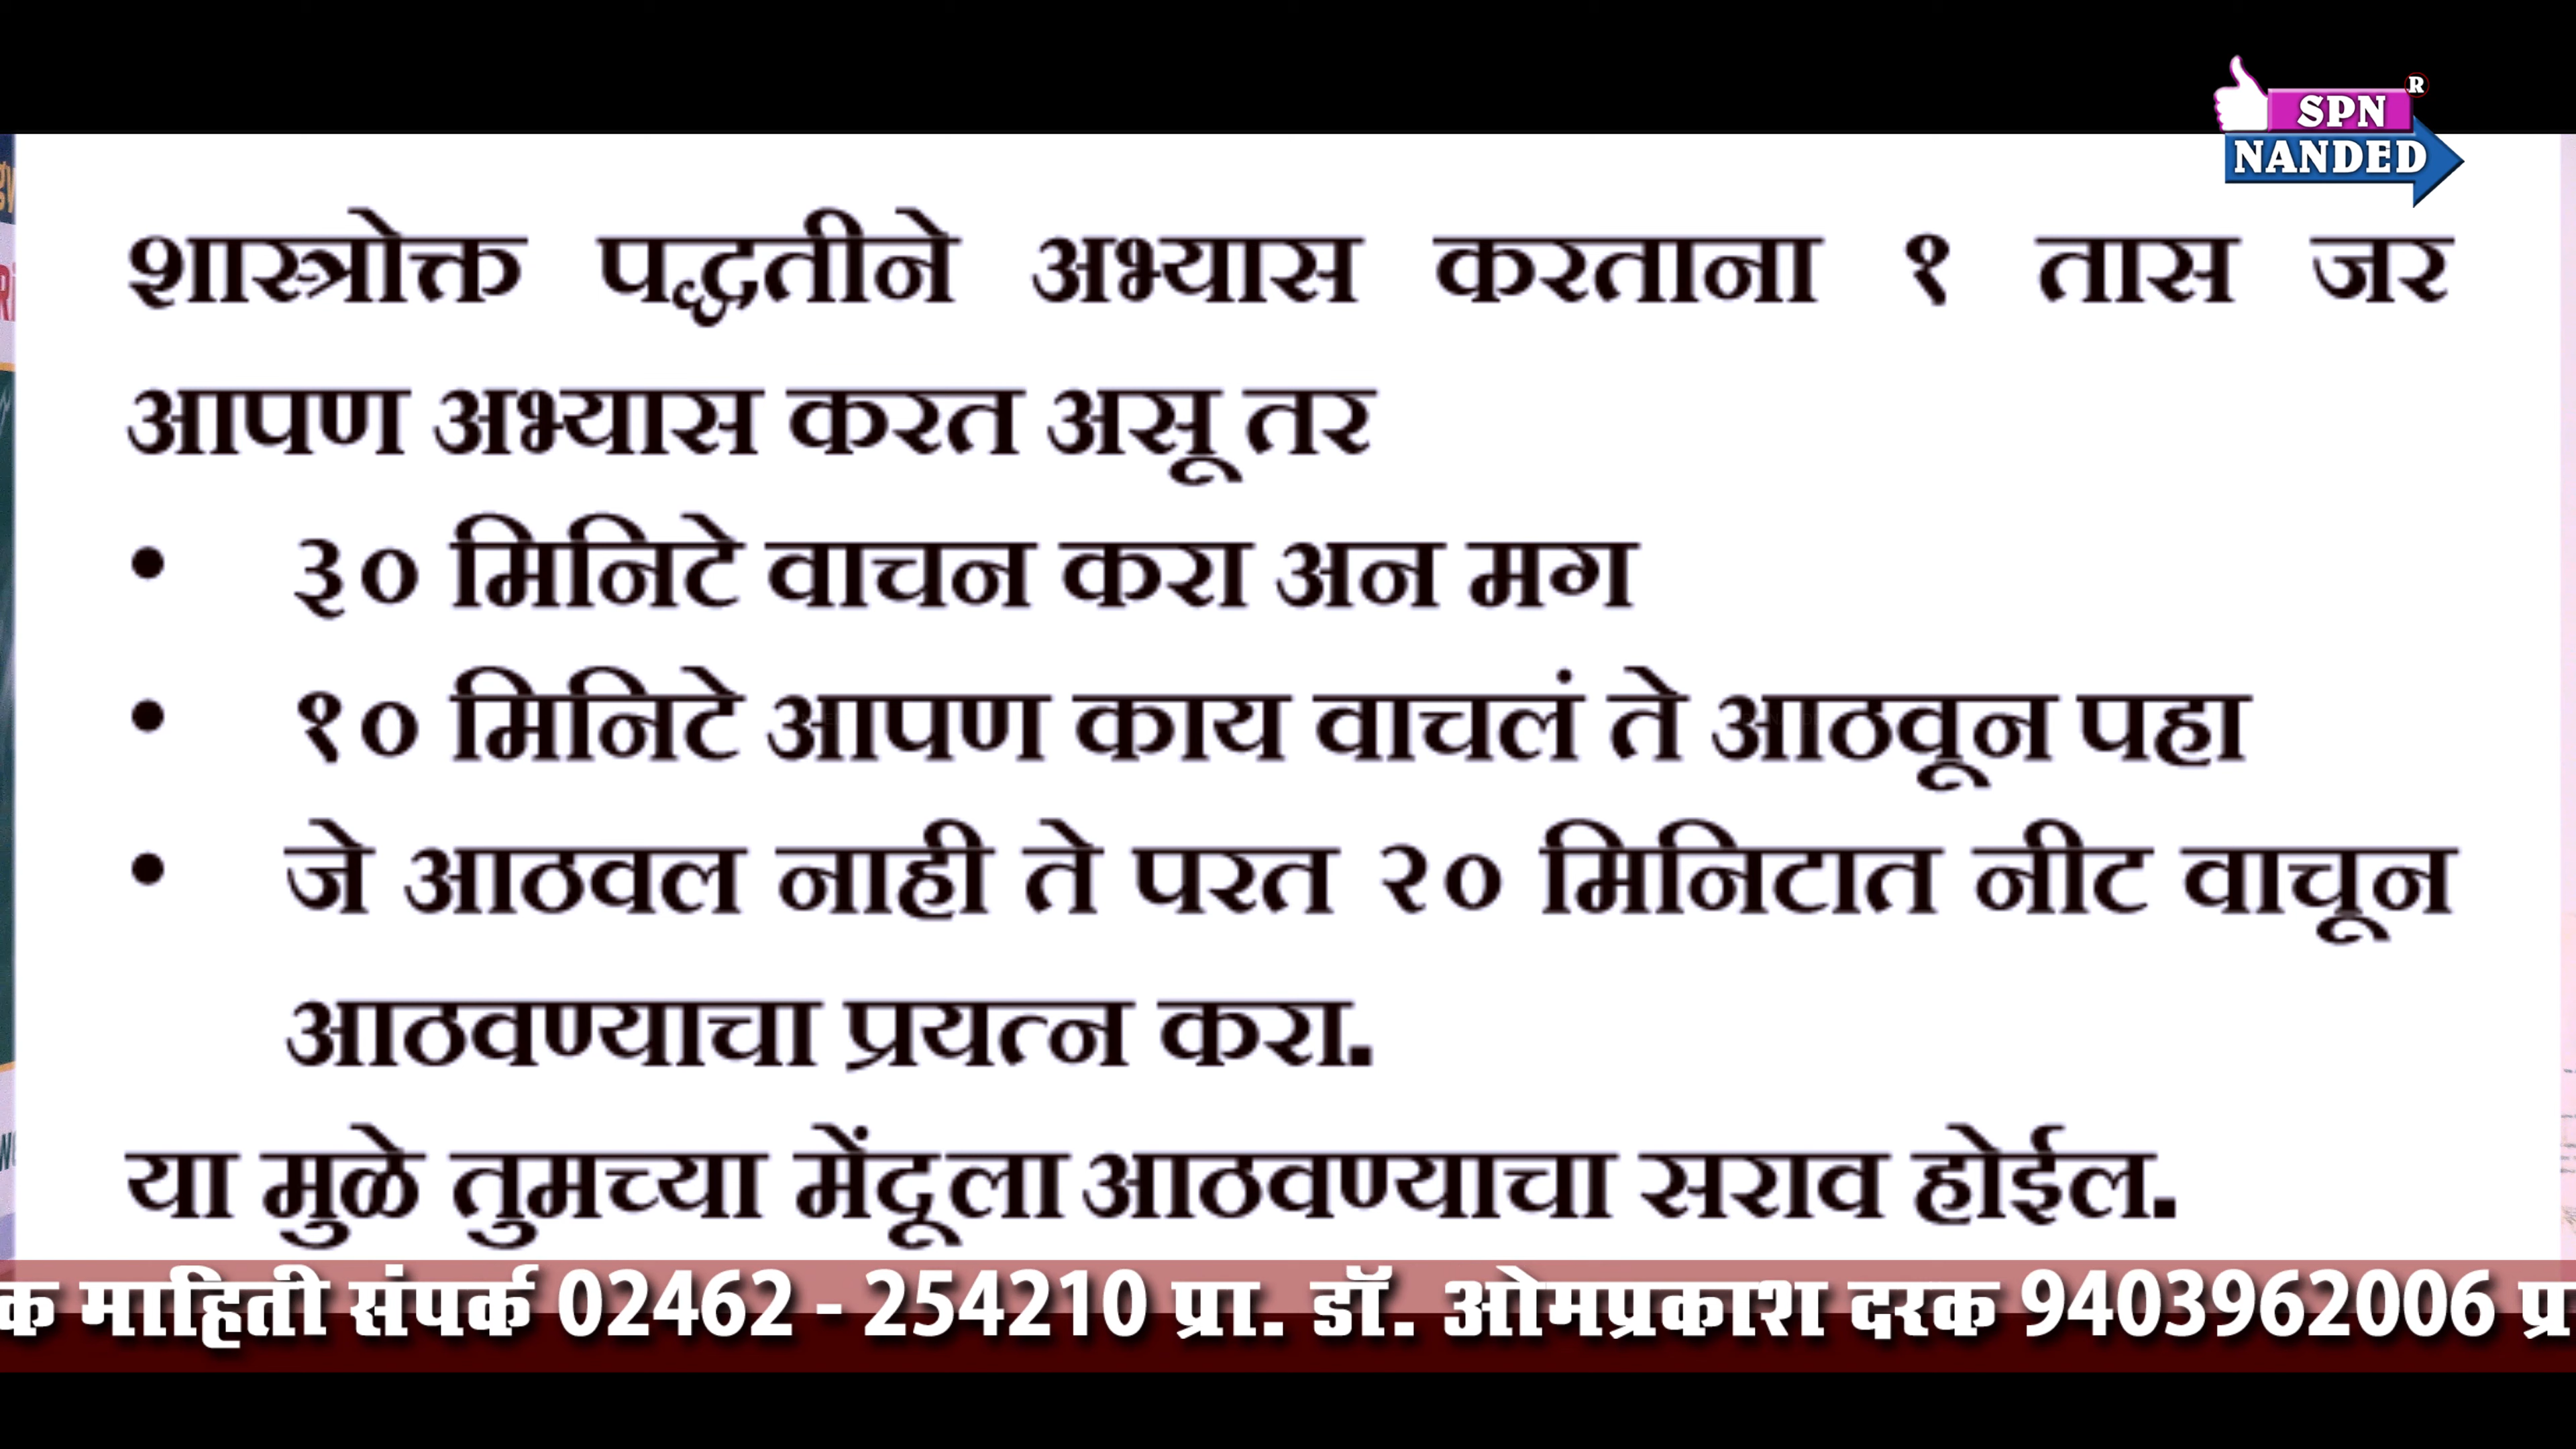 SPN
R
NANDED
शास्त्रोक्त पद्धतीने अभ्यास करताना १ तास जर
आपण अभ्यास करत असू तर
• ३० मिनिटे वाचन करा अन मग
• १० मिनिटे आपण काय वाचलं ते आठवून पहा
• जे आठवल नाही ते परत २० मिनिटात नीट वाचून
आठवण्याचा प्रयत्न करा.
या मुळे तुमच्या मेंदूला आठवण्याचा सराव होईल.
क माहिती संपर्क 02462 - 254210 प्रा. डॉ. ओमप्रकाश दरक 9403962006 प्र